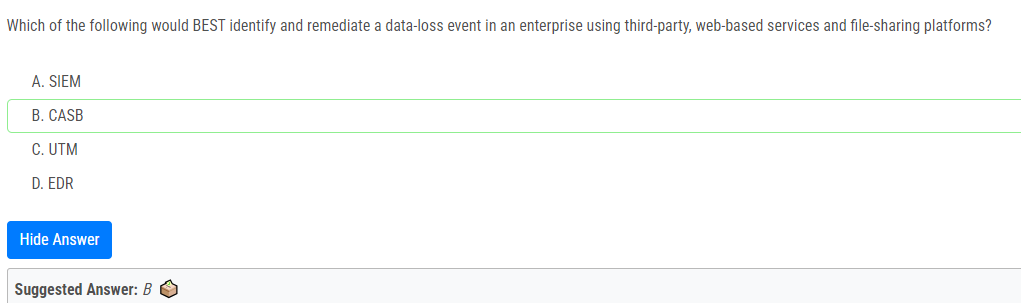 Which of the following would BEST identify and remediate a data-loss event in an enterprise using third-party, web-based services and file-sharing platforms?
A. SIEM
B. CASB
C. UTM
D. EDR
Hide Answer
Suggested Answer: B